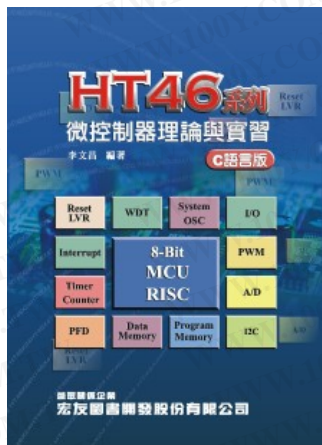 HT46系列
Reset
LVR
微控制器理論與實習
李文昌 編著
C語言版
PWM
PWM
Reset
LVR
WDT
System
OSC
I/O
Interrupt
8-Bit
MCU
RISC
PWM
Timer
Counter
A/D
PFD
Data
Memory
Program
Memory
I2C
A/D
Reset
LVR
宏友圖書開發股份有限公司